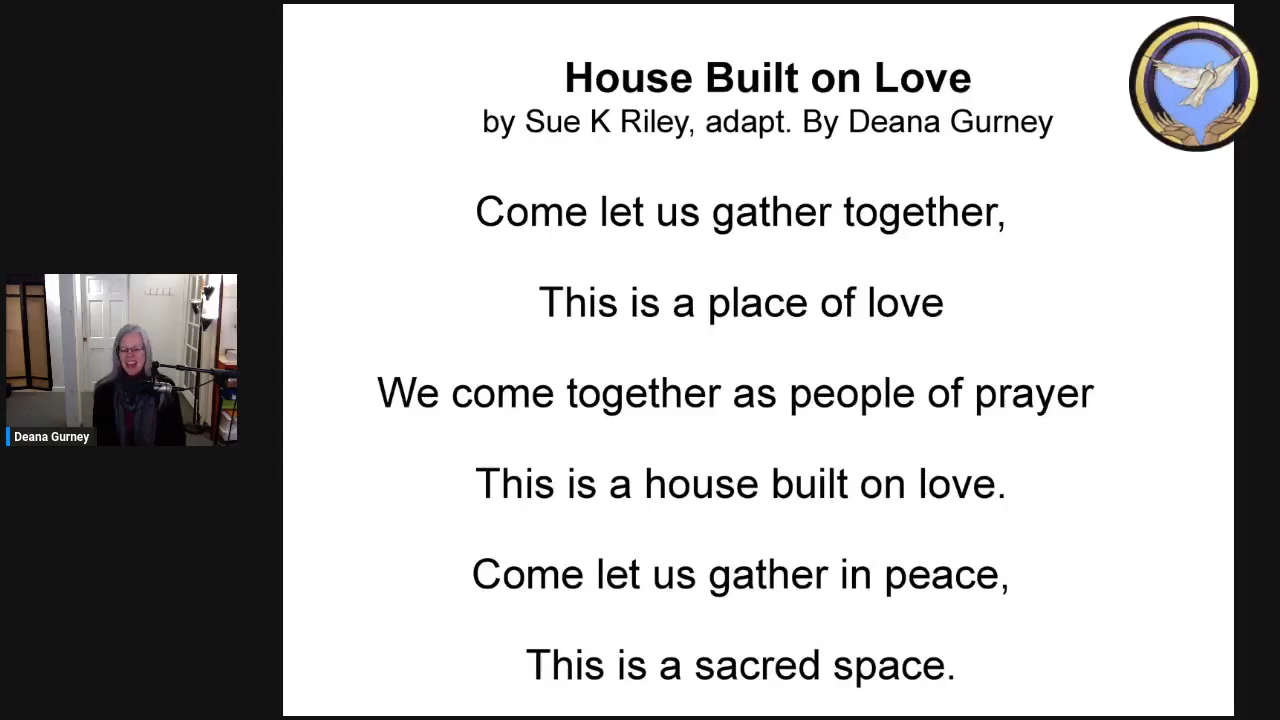 House Built on Love
by Sue K Riley, adapt. By Deana Gurney
Come let us gather together,
This is a place of love
We come together as people of prayer
This is a house built on love.
Come let us gather in peace,
This is a sacred space.
Deana Gurney